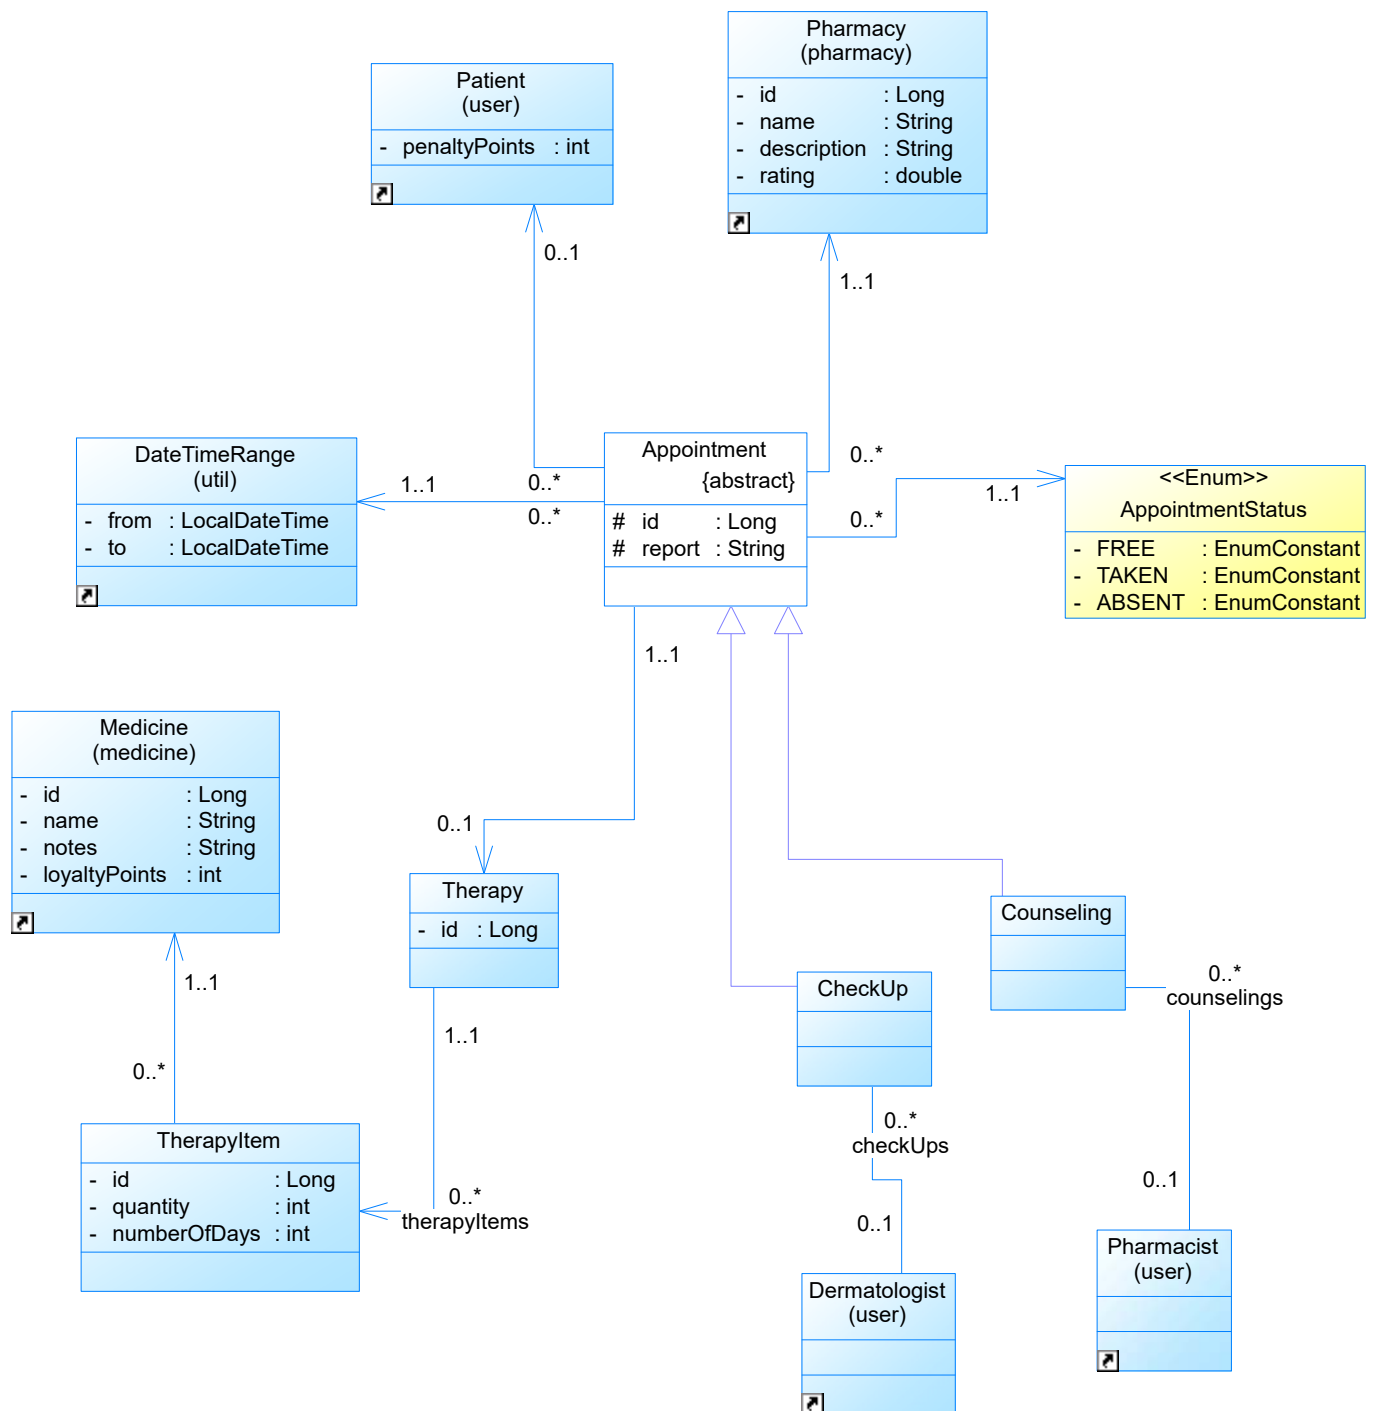 Pharmacy
(pharmacy)
- id : Long
- name : String
- description : String
- rating : double
Patient
(user)
- penaltyPoints : int
0..1
1..1
DateTimeRange
(util)
- from : LocalDateTime
- to : LocalDateTime
1..1
0..*
0..*
Appointment
{abstract}
# id : Long
# report : String
0..*
0..*
1..1
<<Enum>>
AppointmentStatus
- FREE : EnumConstant
- TAKEN : EnumConstant
- ABSENT : EnumConstant
1..1
Medicine
(medicine)
- id : Long
- name : String
- notes : String
- loyaltyPoints : int
0..1
Therapy
- id : Long
Counseling
0..*
counselings
CheckUp
1..1
1..1
0..*
0..*
checkUps
TherapyItem
- id : Long
- quantity : int
- numberOfDays : int
0..*
therapyItems
0..1
0..1
Pharmacist
(user)
Dermatologist
(user)